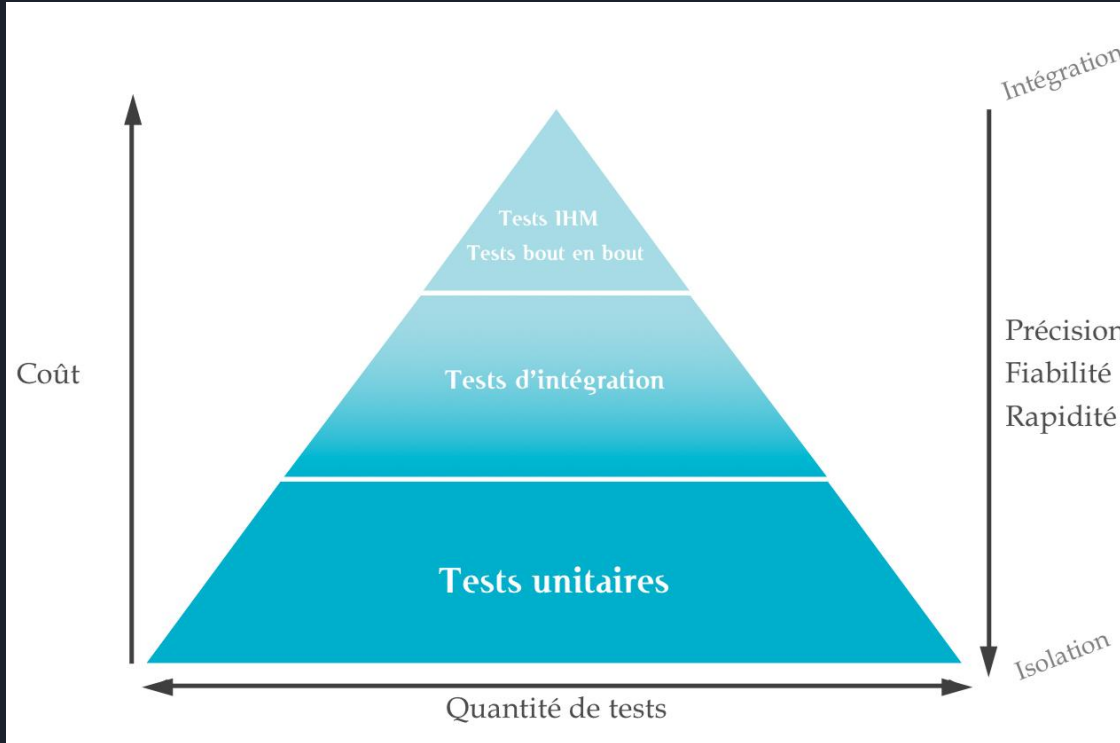 Intégration
Tests IHM
Tests bout en bout
Coût
Tests d'intégration
Précision
Fiabilité
Rapidité
Tests unitaires
Isolation
Quantité de tests